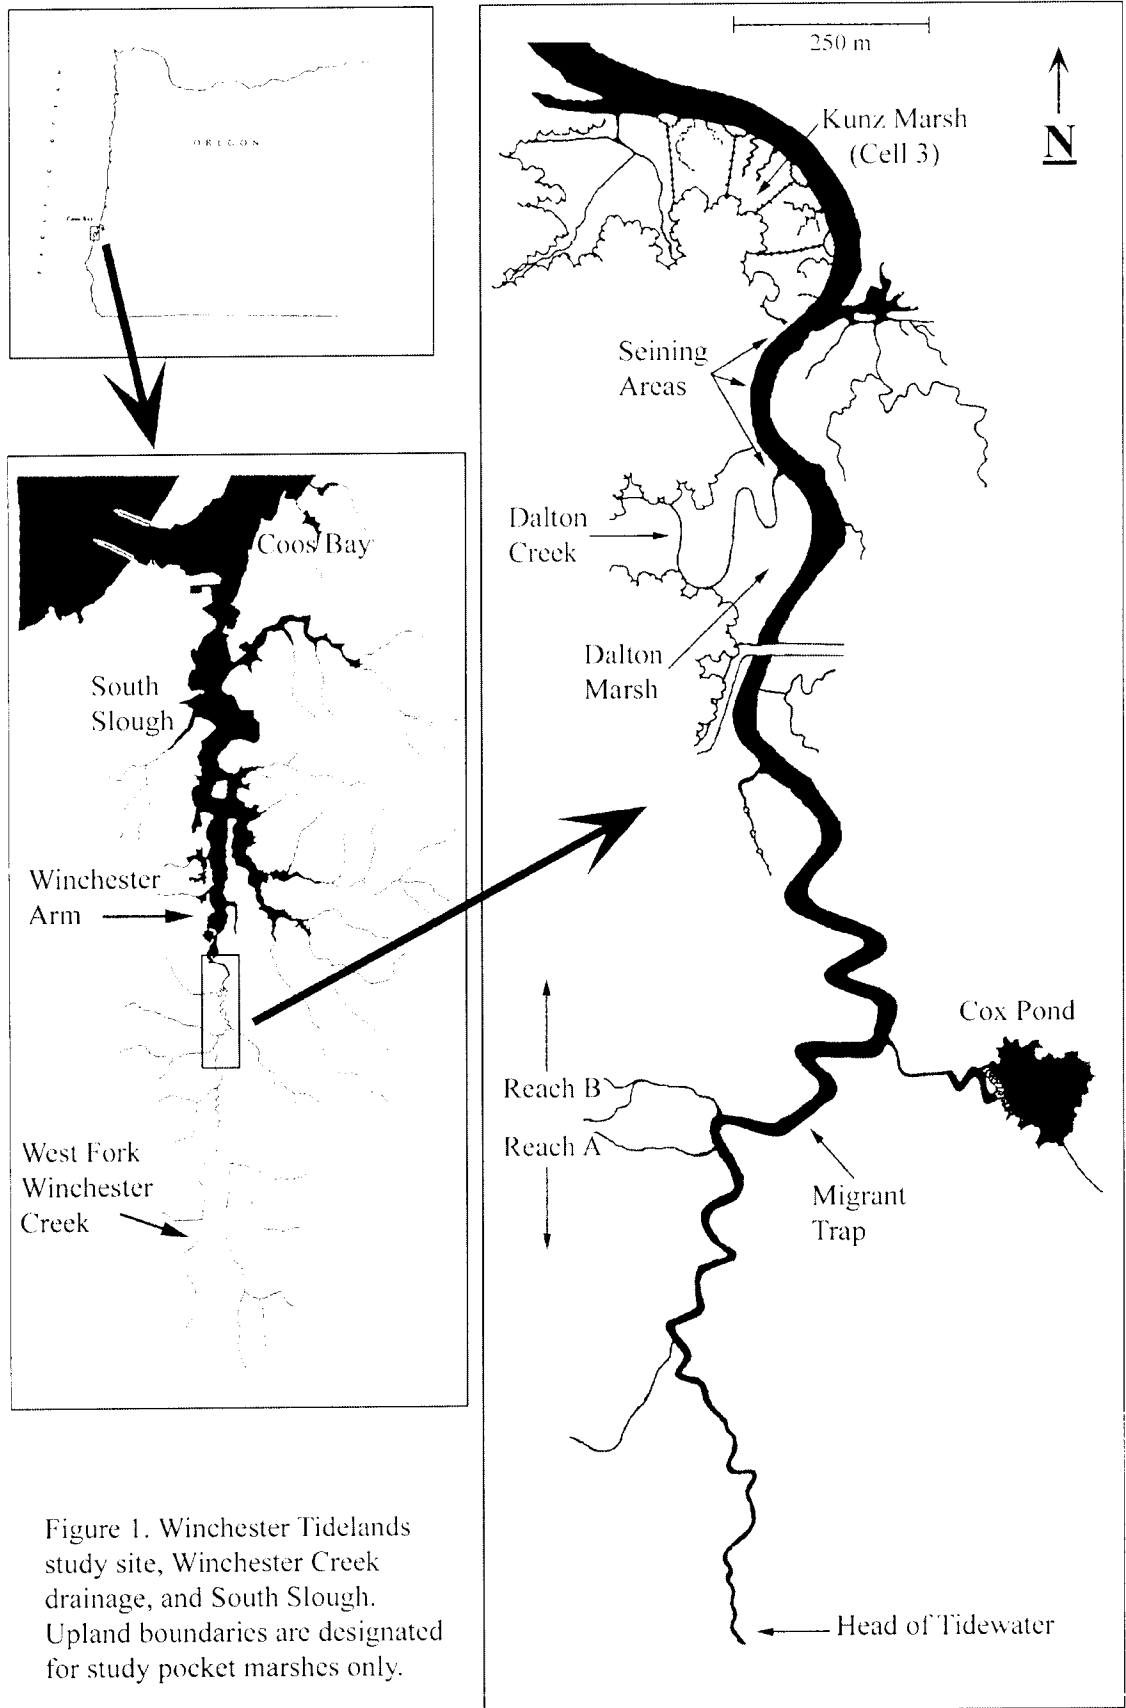 OREGON
Coos Bay
250 m
N
Kunz Marsh
(Cell 3)
Seining
Areas
Dalton
Creek
Dalton
Marsh
Coos Bay
South
Slough
Winchester
Arm
West Fork
Winchester
Creek
Cox Pond
Reach B
Reach A
Migrant
Trap
Head of Tidewater
Figure 1. Winchester Tidelands
study site, Winchester Creek
drainage, and South Slough.
Upland boundaries are designated
for study pocket marshes only.